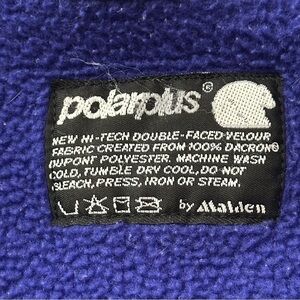 polarplus®
NEW HI-TECH DOUBLE-FACED VELOUR
FABRIC CREATED FROM 100% DACRON®
DUPONT POLYESTER. MACHINE WASH
COLD, TUMBLE DRY COOL, DO NOT
BLEACH, PRESS, IRON OR STEAM.
by Malden